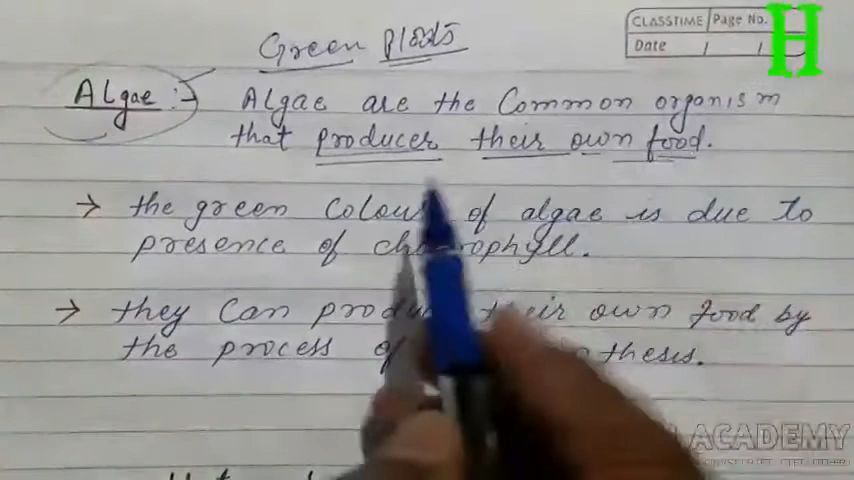 Green Plants
CLASSTIME Page No.
Date / /
H
Algae :- Algae are the Common organism
that producer their own food.
→ the green colour of algae is due to
presence of chlorophyll.
→ they Can produce their own food by
the process of thesis.
ACADEMY